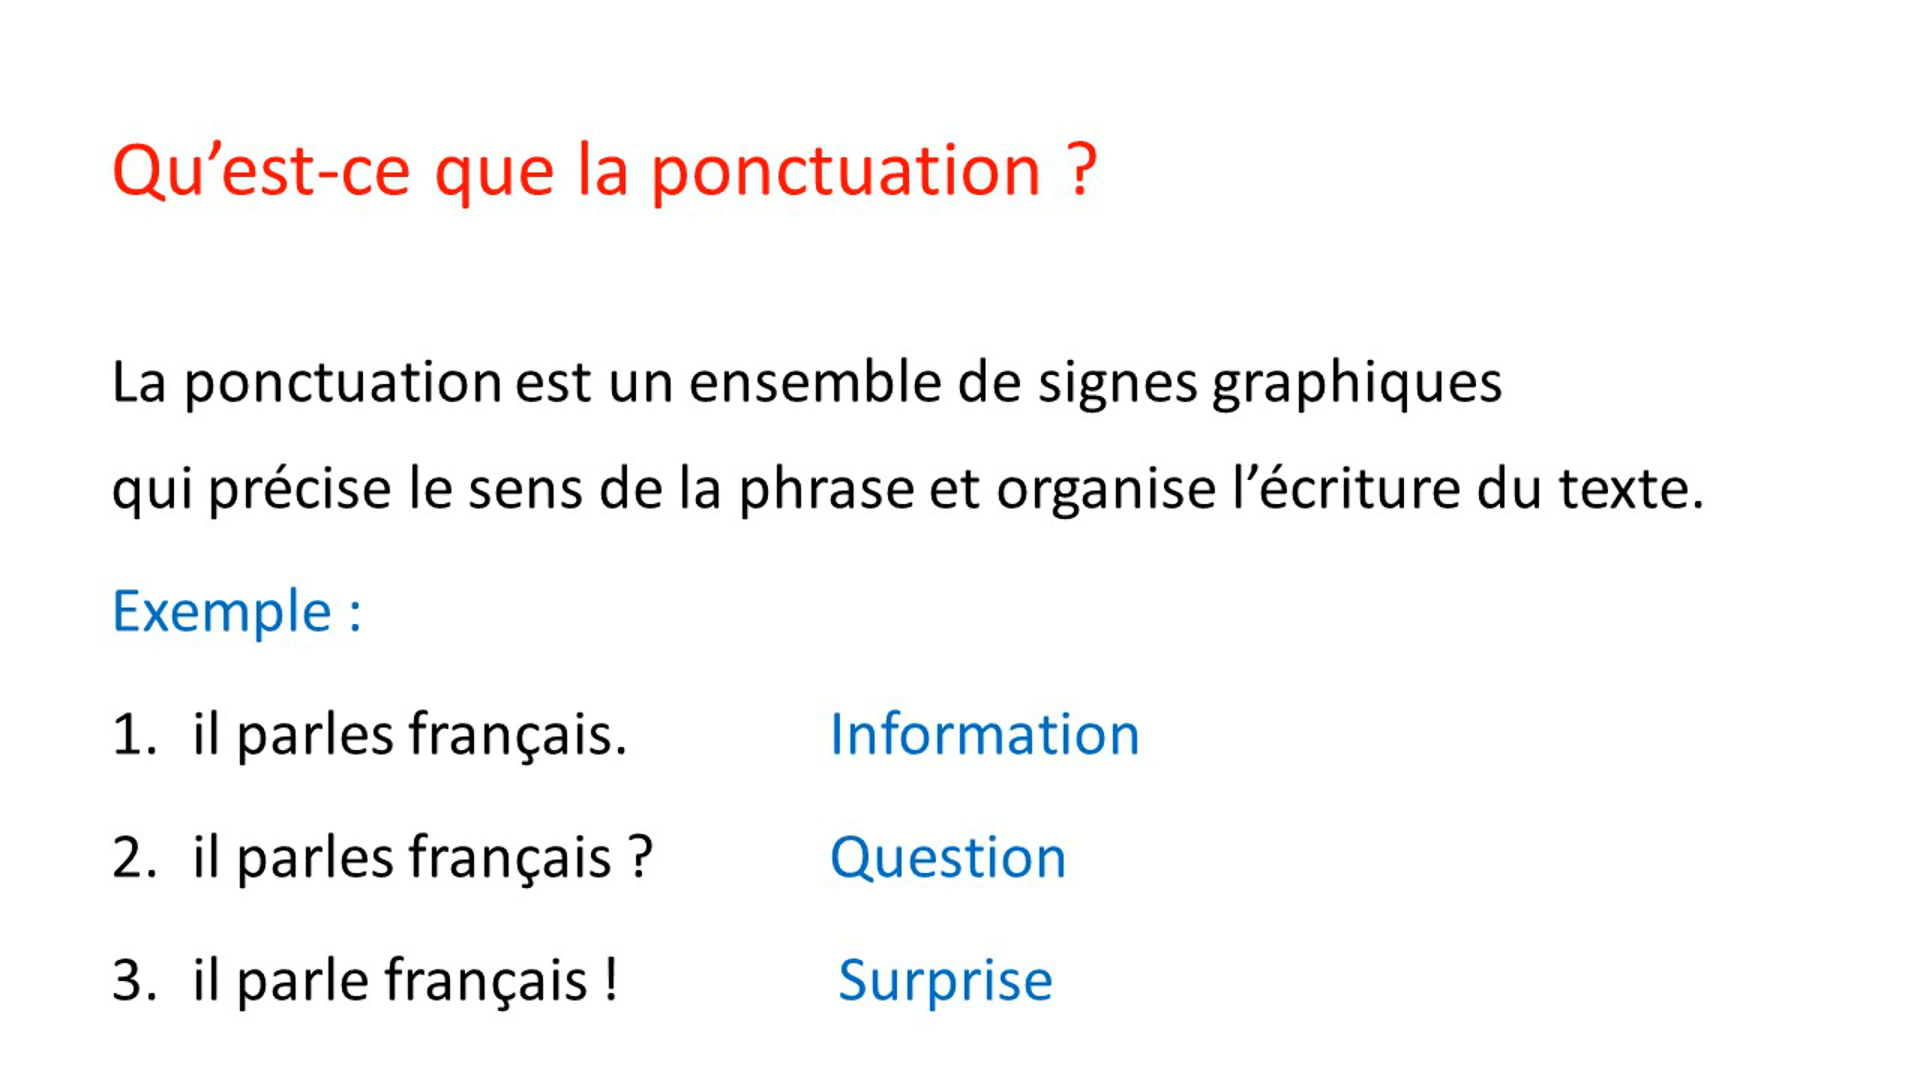 Qu’est-ce que la ponctuation ?
La ponctuation est un ensemble de signes graphiques
qui précise le sens de la phrase et organise l’écriture du texte.
Exemple :
1. il parles français. Information
2. il parles français ? Question
3. il parle français ! Surprise